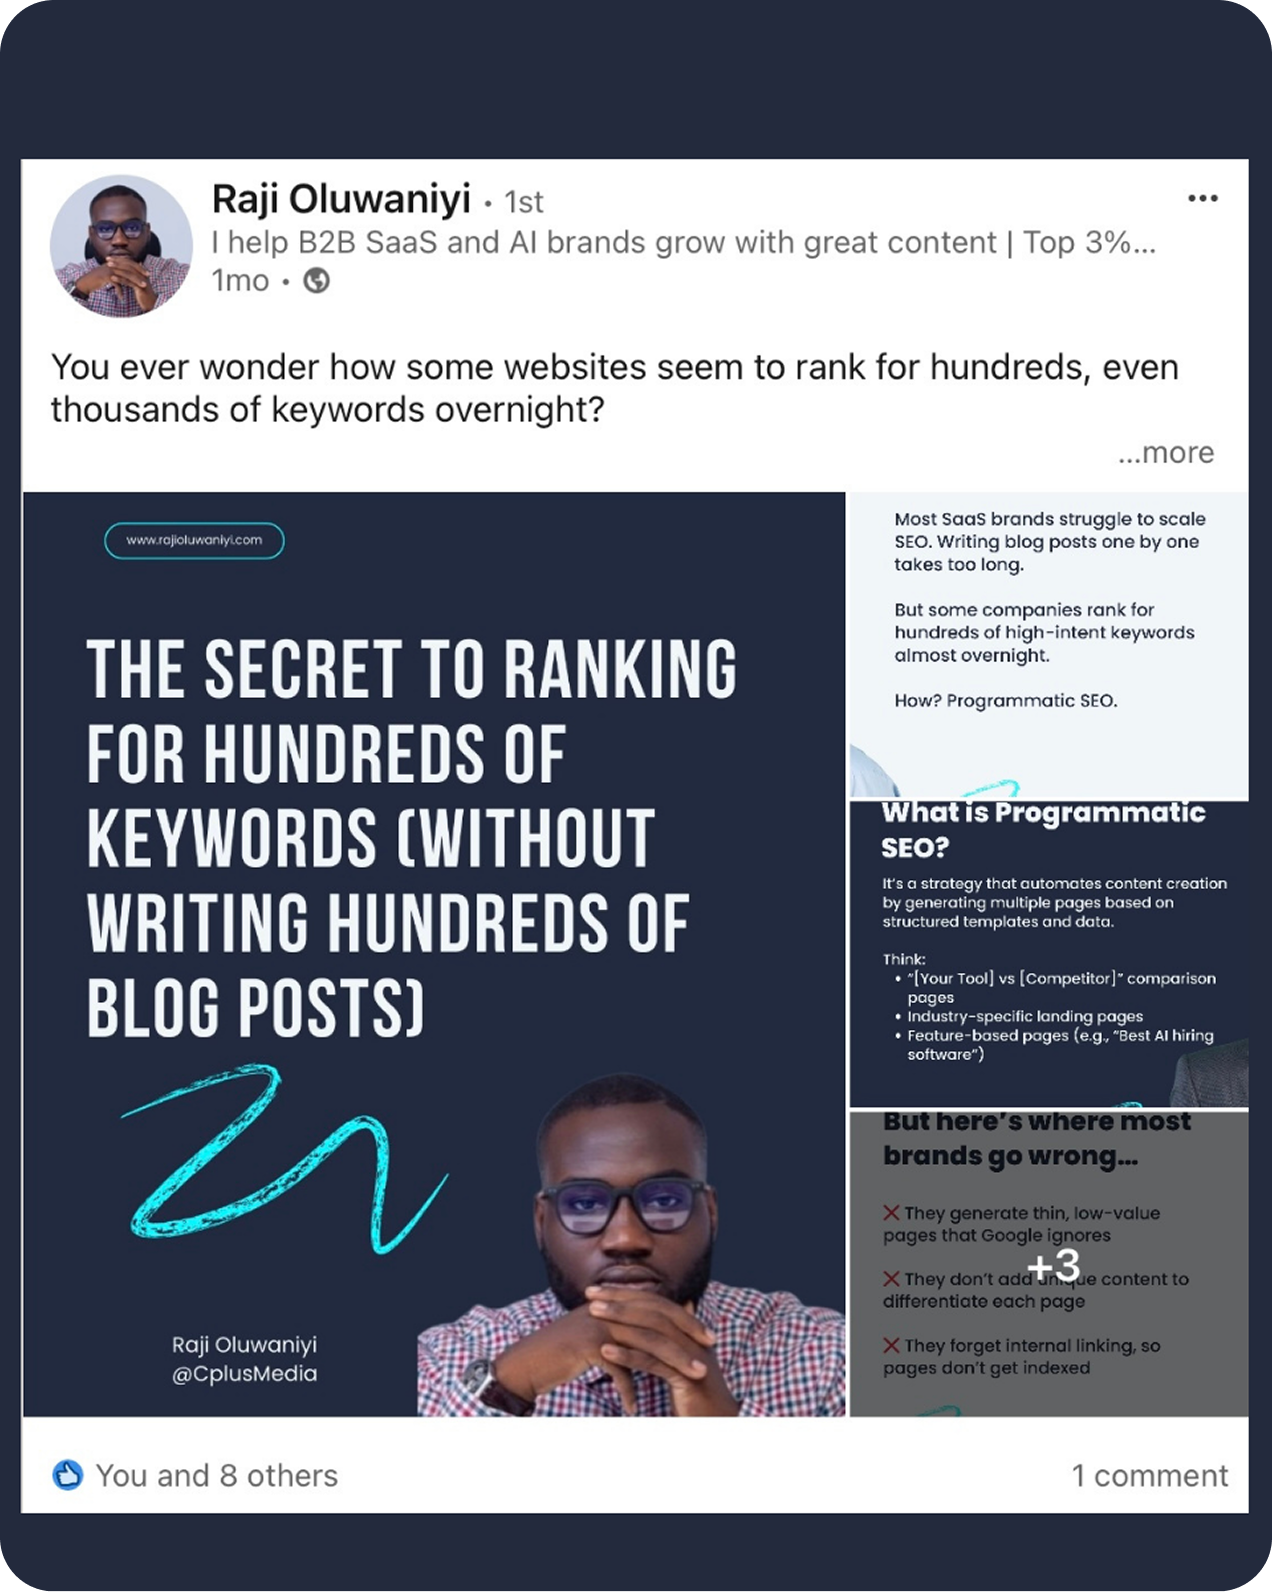 Raji Oluwaniyi • 1st
I help B2B SaaS and AI brands grow with great content | Top 3%...
1mo •
You ever wonder how some websites seem to rank for hundreds, even
thousands of keywords overnight?
...more
www.rajioluwaniyi.com
THE SECRET TO RANKING
FOR HUNDREDS OF
KEYWORDS (WITHOUT
WRITING HUNDREDS OF
BLOG POSTS)
Raji Oluwaniyi
@CplusMedia
Most SaaS brands struggle to scale
SEO. Writing blog posts one by one
takes too long.
But some companies rank for
hundreds of high-intent keywords
almost overnight.
How? Programmatic SEO.
What is Programmatic
SEO?
It's a strategy that automates content creation
by generating multiple pages based on
structured templates and data.
Think:
• "[Your Tool] vs [Competitor]" comparison
pages
• Industry-specific landing pages
• Feature-based pages (e.g., "Best AI hiring
software")
But here's where most
brands go wrong...
❌ They generate thin, low-value
pages that Google ignores
+3
❌ They don't add unique content to
differentiate each page
❌ They forget internal linking, so
pages don't get indexed
You and 8 others
1 comment